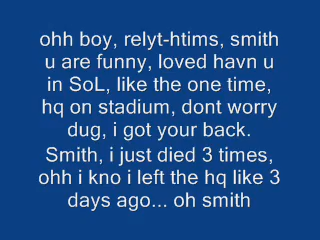 ohh boy, relyt-htims, smith
u are funny, loved havn u
in SoL, like the one time,
hq on stadium, dont worry
dug, i got your back.
Smith, i just died 3 times,
ohh i kno i left the hq like 3
days ago... oh smith